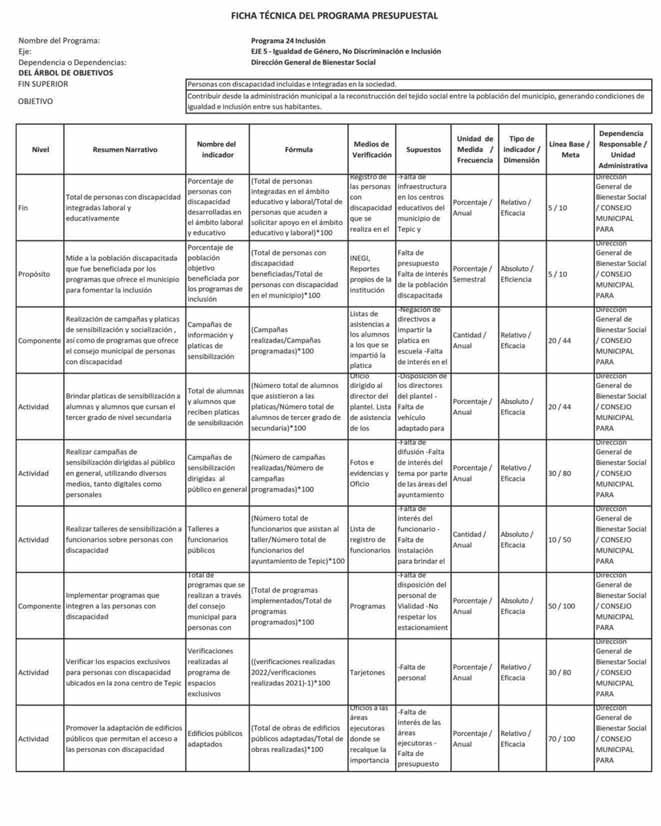 FICHA TÉCNICA DEL PROGRAMA PRESUPUESTAL
Nombre del Programa: Programa 24 Inclusión
Eje: EJE 5 - Igualdad de Género, No Discriminación e Inclusión
Dependencia o Dependencias: Dirección General de Bienestar Social
DEL ÁRBOL DE OBJETIVOS
FIN SUPERIOR Personas con discapacidad incluidas e integradas en la sociedad.
OBJETIVO
Contribuir desde la administración municipal a la reconstrucción del tejido social entre la población del municipio, generando condiciones de
igualdad e inclusión entre sus habitantes.
Nivel
Resumen Narrativo
Nombre del
indicador
Fórmula
Medios de
Verificación
Supuestos
Unidad de
Medida /
Frecuencia
Tipo de
indicador /
Dimensión
Línea Base /
Meta
Dependencia
Responsable /
Unidad
Administrativa
Fin
Total de personas con discapacidad
integradas laboral y
educativamente
Porcentaje de
personas con
discapacidad
desarrolladas en
el ámbito laboral
y educativo
(Total de personas
integradas en el ámbito
educativo y laboral/Total de
personas que acuden a
solicitar apoyo en el ámbito
educativo y laboral)*100
Registro de
las personas
con
discapacidad
que se
realiza en el
-Falta de
infraestructura
en los centros
educativos del
municipio de
Tepic y
Porcentaje /
Anual
Relativo /
Eficacia
5 / 10
Dirección
General de
Bienestar Social
/ CONSEJO
MUNICIPAL
PARA
Propósito
Mide a la población discapacitada
que fue beneficiada por los
programas que ofrece el municipio
para fomentar la inclusión
Porcentaje de
población
objetivo
beneficiada por
los programas de
inclusión
(Total de personas con
discapacidad
beneficiadas/Total de
personas con discapacidad
en el municipio)*100
INEGI,
Reportes
propios de la
institución
Falta de
presupuesto
Falta de interés
de la población
discapacitada
Porcentaje /
Semestral
Absoluto /
Eficiencia
5 / 10
Dirección
General de
Bienestar Social
/ CONSEJO
MUNICIPAL
PARA
Componente
Realización de campañas y platicas
de sensibilización y socialización ,
así como de programas que ofrece
el consejo municipal de personas
con discapacidad
Campañas de
información y
platicas de
sensibilización
(Campañas
realizadas/Campañas
programadas)*100
Listas de
asistencias a
los alumnos
a los que se
impartió la
platica
-Negación de
directivos a
impartir la
platica en
escuela -Falta
de interés en el
Cantidad /
Anual
Relativo /
Eficacia
20 / 44
Dirección
General de
Bienestar Social
/ CONSEJO
MUNICIPAL
PARA
Actividad
Brindar platicas de sensibilización a
alumnas y alumnos que cursan el
tercer grado de nivel secundaria
Total de alumnas
y alumnos que
reciben platicas
de sensibilización
(Número total de alumnos
que asistieron a las
platicas/Número total de
alumnos de tercer grado de
secundaria)*100
Oficio
dirigido al
director del
plantel. Lista
de asistencia
de los
-Disposición de
los directores
del plantel -
Falta de
vehículo
adaptado para
Porcentaje /
Anual
Relativo /
Eficacia
20 / 44
Dirección
General de
Bienestar Social
/ CONSEJO
MUNICIPAL
PARA
Actividad
Realizar campañas de
sensibilización dirigidas al público
en general, utilizando diversos
medios, tanto digitales como
personales
Campañas de
sensibilización
dirigidas al
público en general
(Número de campañas
realizadas/Número de
campañas
programadas)*100
Fotos e
evidencias y
Oficio
-Falta de
difusión -Falta
de interés del
tema por parte
de las áreas del
ayuntamiento
Porcentaje /
Anual
Relativo /
Eficacia
30 / 80
Dirección
General de
Bienestar Social
/ CONSEJO
MUNICIPAL
PARA
Actividad
Realizar talleres de sensibilización a
funcionarios sobre personas con
discapacidad
Talleres a
funcionarios
públicos
(Número total de
funcionarios que asistan al
taller/Número total de
funcionarios del
ayuntamiento de Tepic)*100
Lista de
registro de
funcionarios
-Falta de
interés del
funcionario -
Falta de
instalación
para brindar el
Cantidad /
Anual
Absoluto /
Eficacia
10 / 50
Dirección
General de
Bienestar Social
/ CONSEJO
MUNICIPAL
PARA
Componente
Implementar programas que
integren a las personas con
discapacidad
Total de
programas que se
realizan a través
del consejo
municipal para
personas con
(Total de programas
implementados/Total de
programas
programados)*100
Programas
-Falta de
disposición del
personal de
Vialidad -No
respetar los
estacionamient
Porcentaje /
Anual
Absoluto /
Eficacia
50 / 100
Dirección
General de
Bienestar Social
/ CONSEJO
MUNICIPAL
PARA
Actividad
Verificar los espacios exclusivos
para personas con discapacidad
ubicados en la zona centro de Tepic
Verificaciones
realizadas al
programa de
espacios
exclusivos
((verificaciones realizadas
2022/verificaciones
realizadas 2021)-1)*100
Tarjetones
-Falta de
personal
Porcentaje /
Anual
Relativo /
Eficacia
30 / 80
Dirección
General de
Bienestar Social
/ CONSEJO
MUNICIPAL
PARA
Actividad
Promover la adaptación de edificios
públicos que permitan el acceso a
las personas con discapacidad
Edificios públicos
adaptados
(Total de obras de edificios
públicos adaptadas/Total de
obras realizadas)*100
Oficios a las
áreas
ejecutoras
donde se
recalque la
importancia
-Falta de
interés de las
áreas
ejecutoras -
Falta de
presupuesto
Porcentaje /
Anual
Relativo /
Eficacia
70 / 100
Dirección
General de
Bienestar Social
/ CONSEJO
MUNICIPAL
PARA